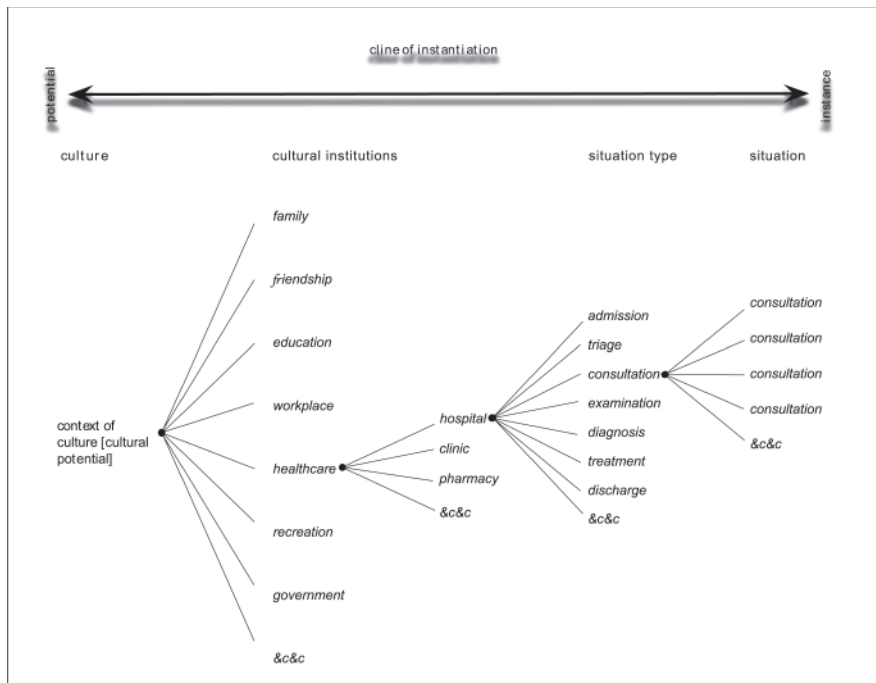 cline of instantiation
potential
instance
culture
cultural institutions
situation type
situation
family
friendship
education
workplace
healthcare
recreation
government
&c&c
context of
culture [cultural
potential]
hospital
clinic
pharmacy
&c&c
admission
triage
consultation
examination
diagnosis
treatment
discharge
&c&c
consultation
consultation
consultation
consultation
&c&c